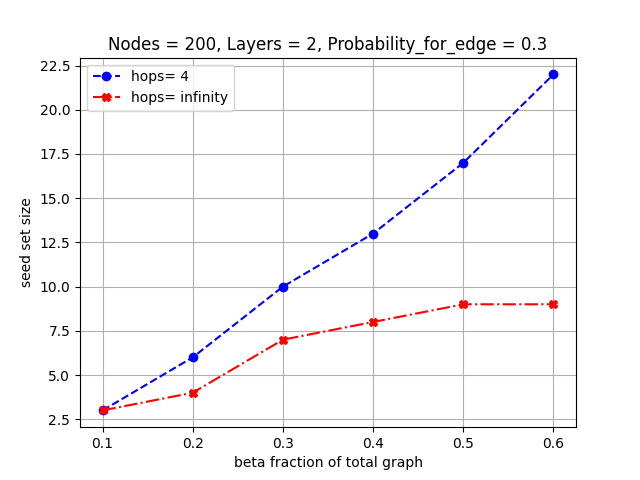 Nodes = 200, Layers = 2, Probability_for_edge = 0.3
hops= 4
hops= infinity
22.5
20.0
17.5
15.0
12.5
10.0
7.5
5.0
2.5
seed set size
0.1 0.2 0.3 0.4 0.5 0.6
beta fraction of total graph